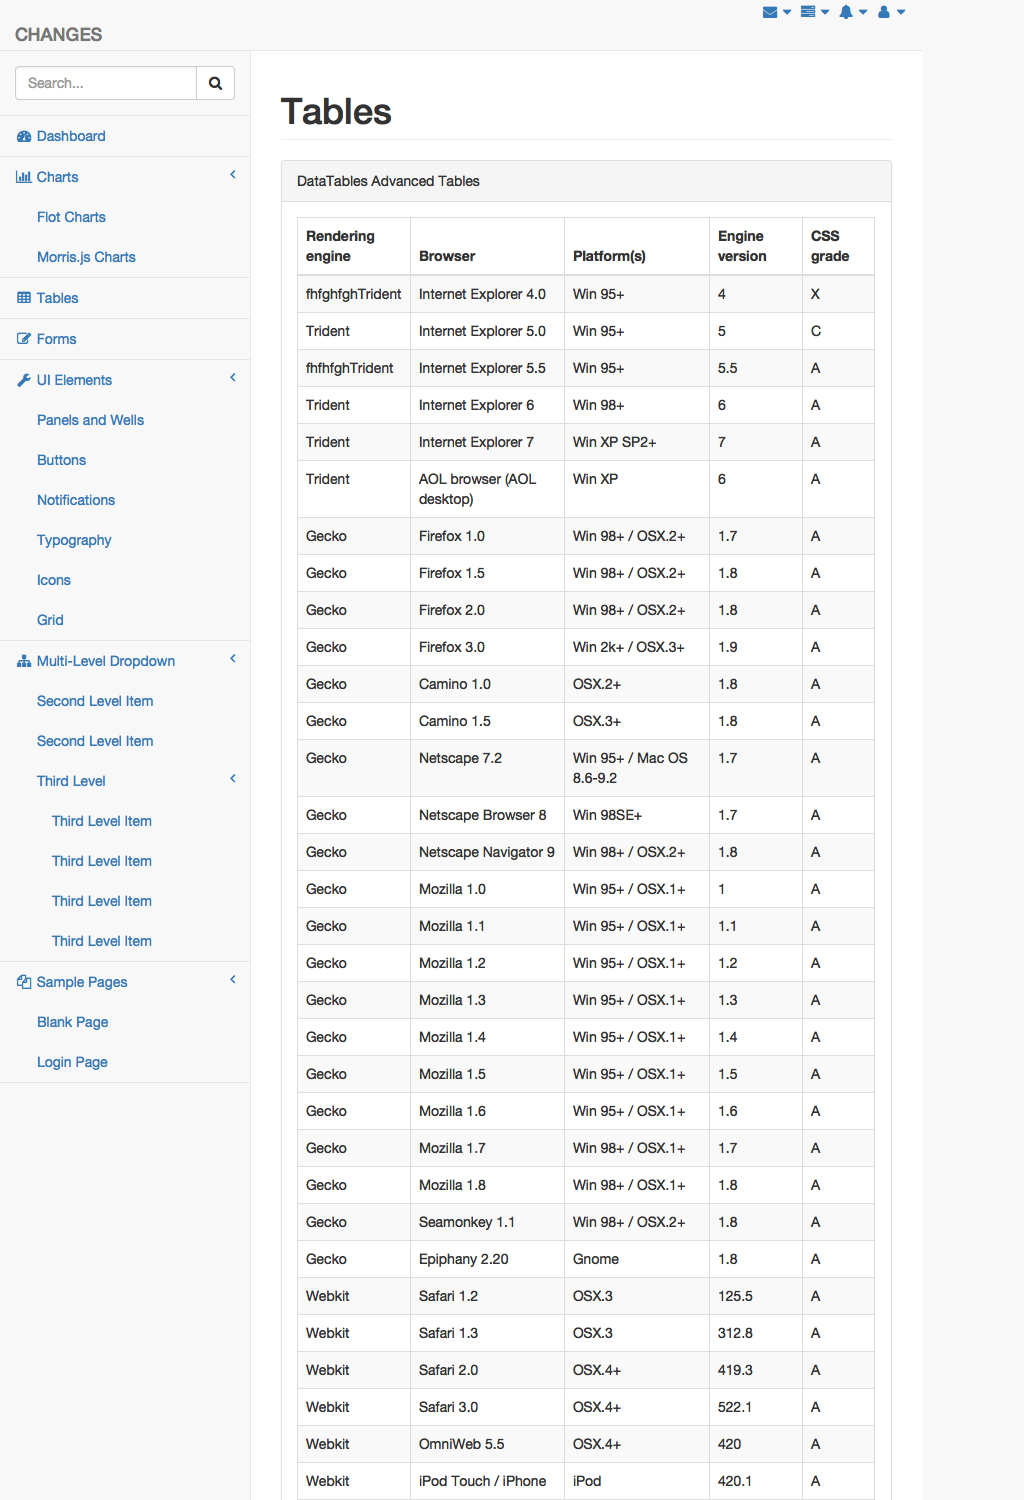 CHANGES
Search...
Dashboard
Charts
Flot Charts
Morris.js Charts
Tables
Forms
UI Elements
Panels and Wells
Buttons
Notifications
Typography
Icons
Grid
Multi-Level Dropdown
Second Level Item
Second Level Item
Third Level
Third Level Item
Third Level Item
Third Level Item
Third Level Item
Sample Pages
Blank Page
Login Page
Tables
DataTables Advanced Tables
Rendering engine Browser Platform(s) Engine version CSS grade
fhfghfghTrident Internet Explorer 4.0 Win 95+ 4 X
Trident Internet Explorer 5.0 Win 95+ 5 C
fhfhfghTrident Internet Explorer 5.5 Win 95+ 5.5 A
Trident Internet Explorer 6 Win 98+ 6 A
Trident Internet Explorer 7 Win XP SP2+ 7 A
Trident AOL browser (AOL desktop) Win XP 6 A
Gecko Firefox 1.0 Win 98+ / OSX.2+ 1.7 A
Gecko Firefox 1.5 Win 98+ / OSX.2+ 1.8 A
Gecko Firefox 2.0 Win 98+ / OSX.2+ 1.8 A
Gecko Firefox 3.0 Win 2k+ / OSX.3+ 1.9 A
Gecko Camino 1.0 OSX.2+ 1.8 A
Gecko Camino 1.5 OSX.3+ 1.8 A
Gecko Netscape 7.2 Win 95+ / Mac OS 8.6-9.2 1.7 A
Gecko Netscape Browser 8 Win 98SE+ 1.7 A
Gecko Netscape Navigator 9 Win 98+ / OSX.2+ 1.8 A
Gecko Mozilla 1.0 Win 95+ / OSX.1+ 1 A
Gecko Mozilla 1.1 Win 95+ / OSX.1+ 1.1 A
Gecko Mozilla 1.2 Win 95+ / OSX.1+ 1.2 A
Gecko Mozilla 1.3 Win 95+ / OSX.1+ 1.3 A
Gecko Mozilla 1.4 Win 95+ / OSX.1+ 1.4 A
Gecko Mozilla 1.5 Win 95+ / OSX.1+ 1.5 A
Gecko Mozilla 1.6 Win 95+ / OSX.1+ 1.6 A
Gecko Mozilla 1.7 Win 98+ / OSX.1+ 1.7 A
Gecko Mozilla 1.8 Win 98+ / OSX.1+ 1.8 A
Gecko Seamonkey 1.1 Win 98+ / OSX.2+ 1.8 A
Gecko Epiphany 2.20 Gnome 1.8 A
Webkit Safari 1.2 OSX.3 125.5 A
Webkit Safari 1.3 OSX.3 312.8 A
Webkit Safari 2.0 OSX.4+ 419.3 A
Webkit Safari 3.0 OSX.4+ 522.1 A
Webkit OmniWeb 5.5 OSX.4+ 420 A
Webkit iPod Touch / iPhone iPod 420.1 A